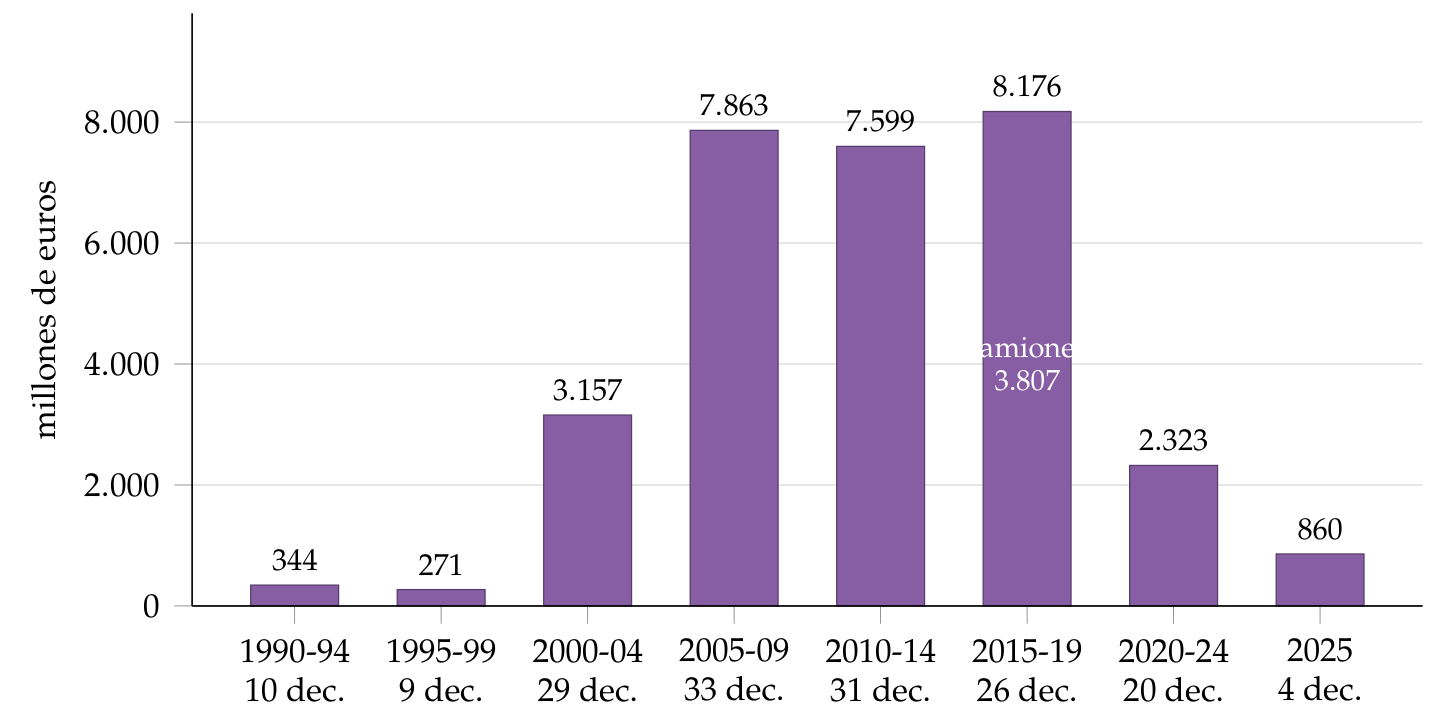 millones de euros
8.000
6.000
4.000
2.000
0
344
271
3.157
7.863
7.599
8.176
amione
3.807
2.323
860
1990-94
10 dec.
1995-99
9 dec.
2000-04
29 dec.
2005-09
33 dec.
2010-14
31 dec.
2015-19
26 dec.
2020-24
20 dec.
2025
4 dec.